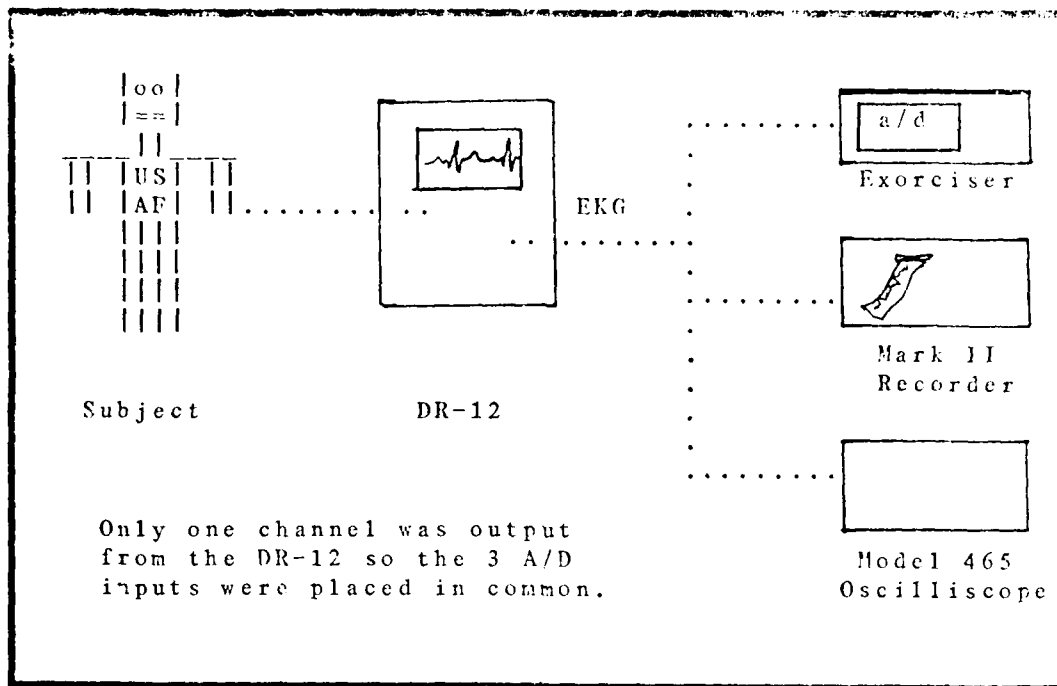 oo
==
US
AF
EKG
a/d
Exorciser
Mark II
Recorder
Subject
DR-12
Model 465
Oscilliscope
Only one channel was output
from the DR-12 so the 3 A/D
inputs were placed in common.